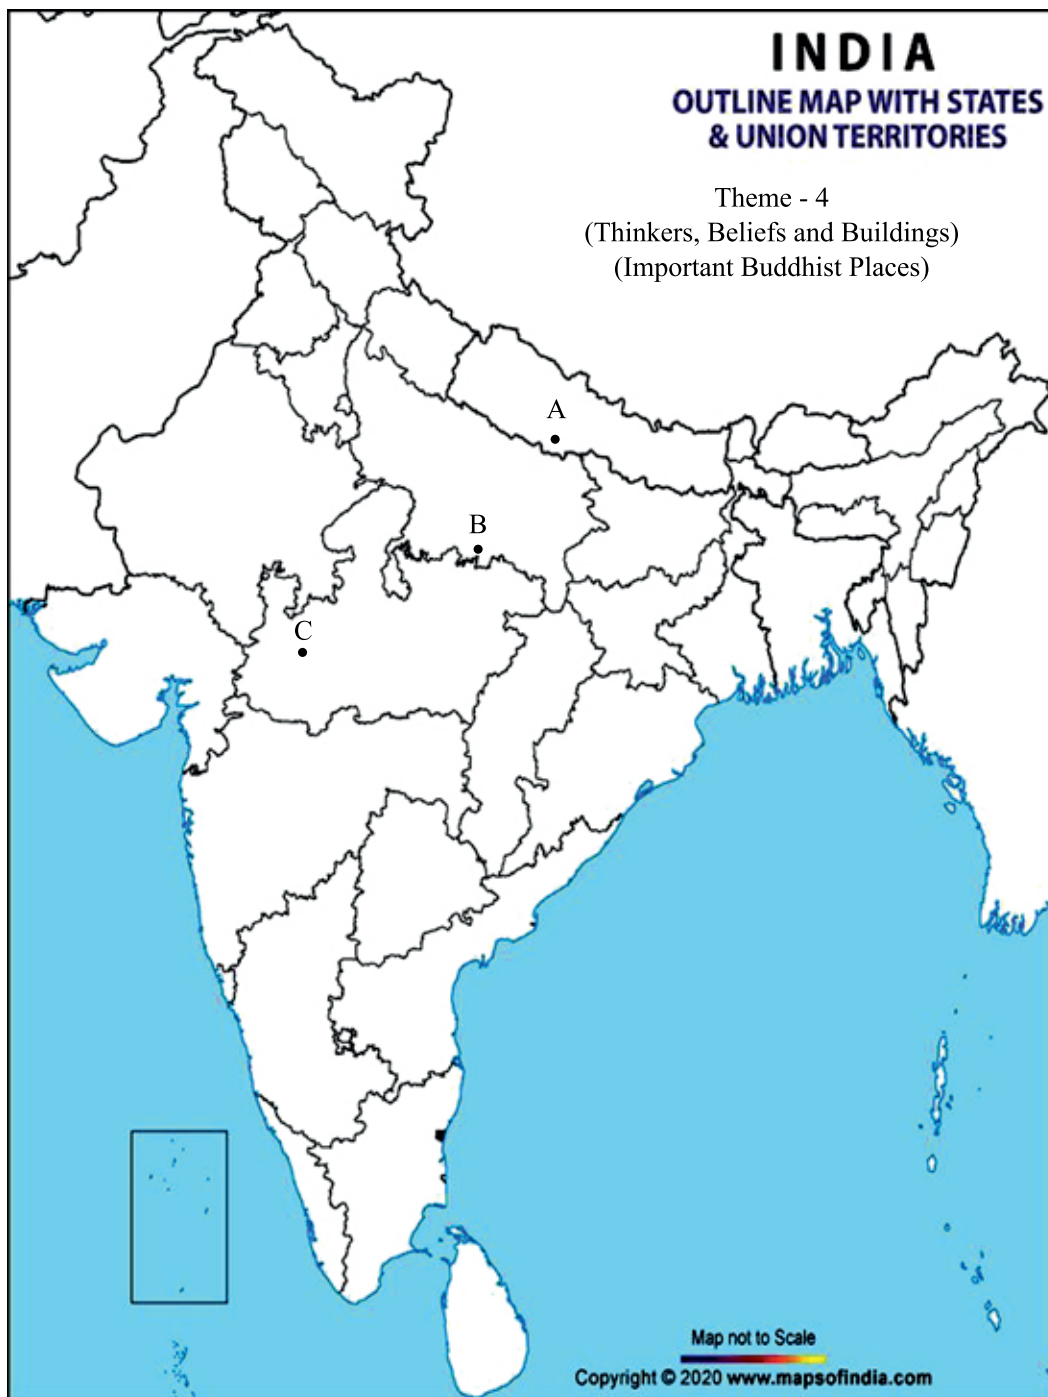 INDIA
OUTLINE MAP WITH STATES
& UNION TERRITORIES
Theme - 4
(Thinkers, Beliefs and Buildings)
(Important Buddhist Places)
A
B
C
Map not to Scale
Copyright © 2020 www.mapsofindia.com